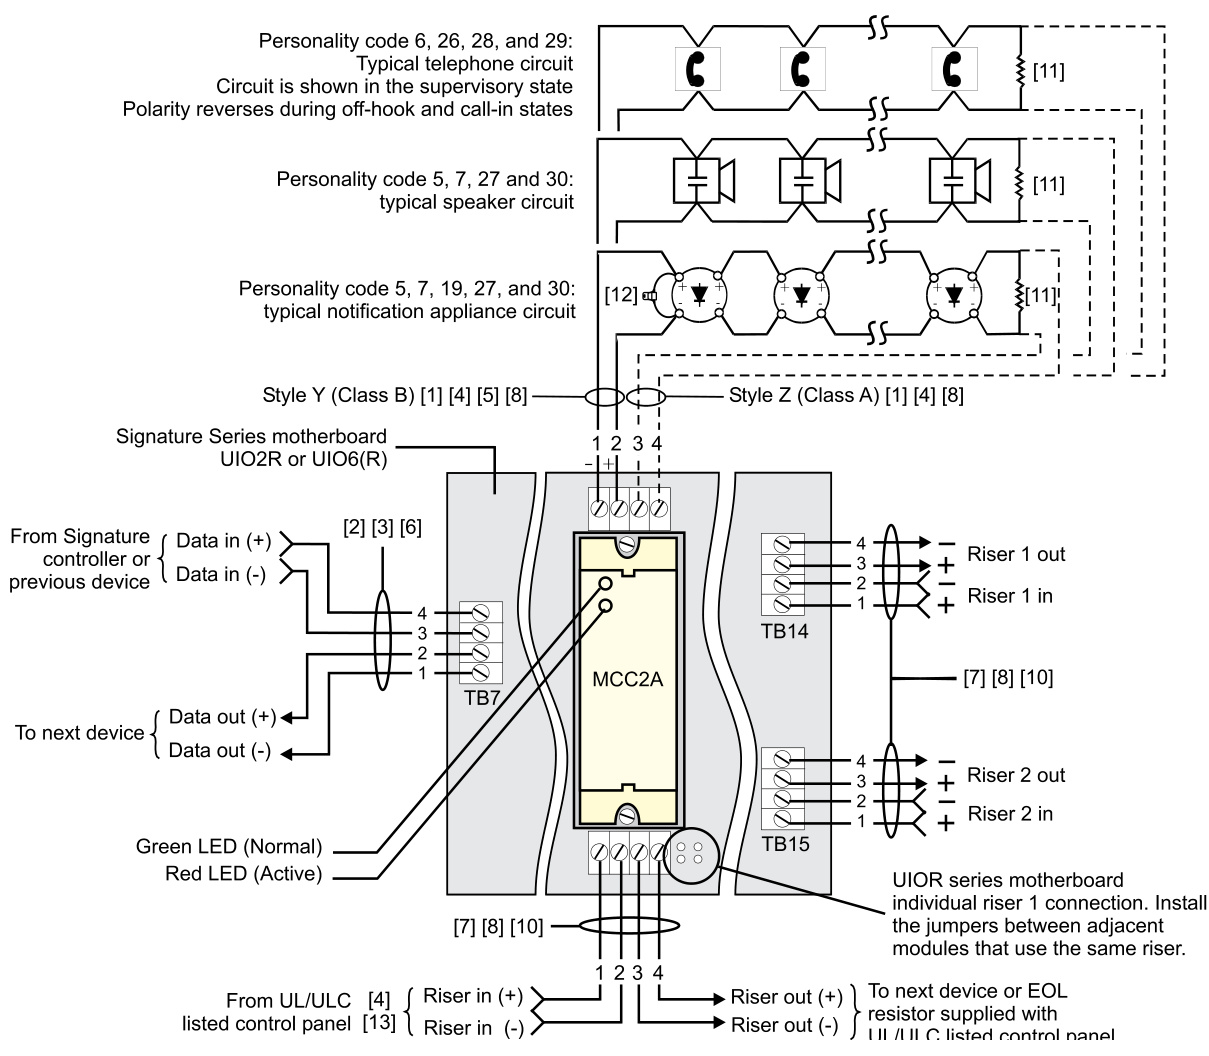 Personality code 6, 26, 28, and 29:
Typical telephone circuit
Circuit is shown in the supervisory state
Polarity reverses during off-hook and call-in states
[11]
Personality code 5, 7, 27 and 30:
typical speaker circuit
[11]
Personality code 5, 7, 19, 27, and 30:
typical notification appliance circuit
[12]
+ + + + + +
- - - - - -
[11]
Style Y (Class B) [1] [4] [5] [8]
Style Z (Class A) [1] [4] [8]
Signature Series motherboard
UIO2R or UIO6(R)
1 2 3 4
- +
[2] [3] [6]
From Signature
controller or
previous device
Data in (+)
Data in (-)
4
3
2
1
TB7
To next device
Data out (+)
Data out (-)
MCC2A
4 – Riser 1 out
3 +
2 – Riser 1 in
1 +
TB14
[7] [8] [10]
4 – Riser 2 out
3 +
2 – Riser 2 in
1 +
TB15
Green LED (Normal)
Red LED (Active)
UIOR series motherboard
individual riser 1 connection. Install
the jumpers between adjacent
modules that use the same riser.
[7] [8] [10]
1 2 3 4
From UL/ULC [4]
listed control panel [13]
Riser in (+)
Riser in (-)
Riser out (+)
Riser out (-)
To next device or EOL
resistor supplied with
UL/ULC listed control panel